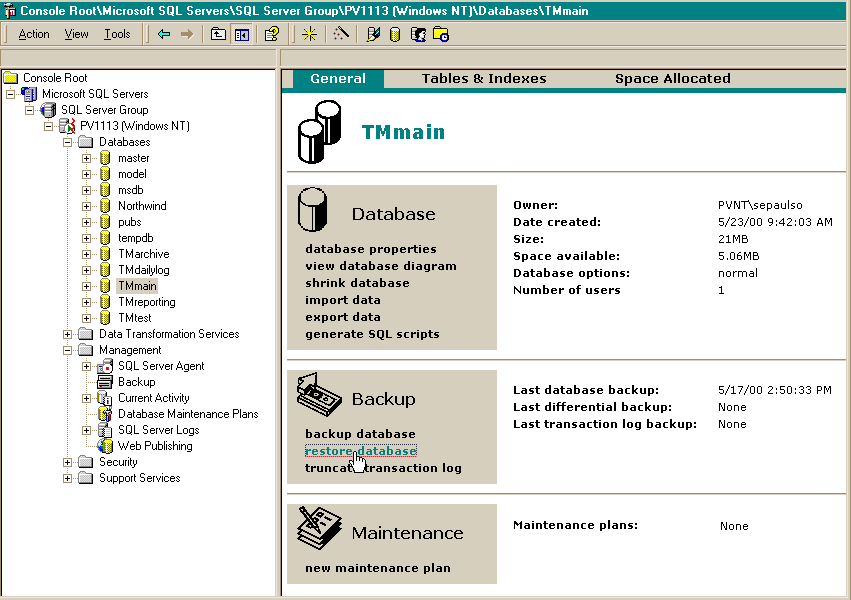 Console Root\Microsoft SQL Servers\SQL Server Group\PV1113 (Windows NT)\Databases\TMmain
Action View Tools
Console Root
Microsoft SQL Servers
SQL Server Group
PV1113 (Windows NT)
Databases
master
model
msdb
Northwind
pubs
tempdb
TMarchive
TMdailylog
TMmain
TMreporting
TMtest
Data Transformation Services
Management
SQL Server Agent
Backup
Current Activity
Database Maintenance Plans
SQL Server Logs
Web Publishing
Security
Support Services
General Tables & Indexes Space Allocated
TMmain
Database
database properties
view database diagram
shrink database
import data
export data
generate SQL scripts
Owner: PVNT\sepaulso
Date created: 5/23/00 9:42:03 AM
Size: 21MB
Space available: 5.06MB
Database options: normal
Number of users 1
Backup
backup database
restore database
truncate transaction log
Last database backup: 5/17/00 2:50:33 PM
Last differential backup: None
Last transaction log backup: None
Maintenance
new maintenance plan
Maintenance plans: None